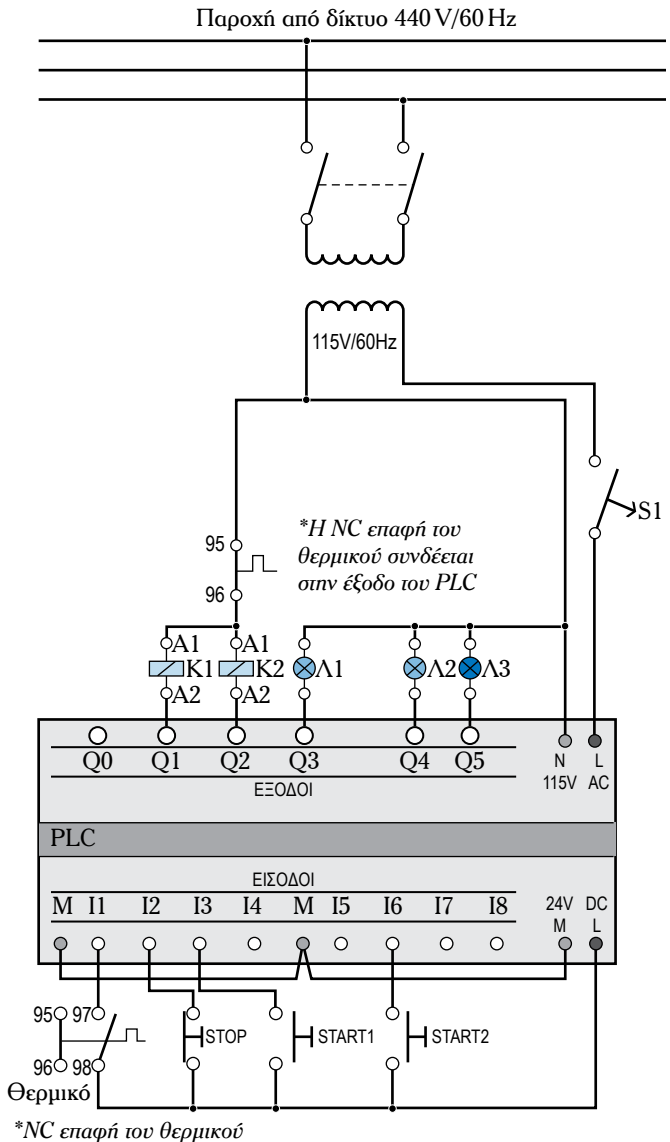 Παροχή από δίκτυο 440 V/60 Hz
115V/60Hz
S1
*Η NC επαφή του
θερμικού συνδέεται
στην έξοδο του PLC
95
96
A1 A1
K1 K2 Λ1 Λ2 Λ3
A2 A2
Q0 Q1 Q2 Q3 Q4 Q5 N L
ΕΞΟΔΟΙ 115V AC
PLC
ΕΙΣΟΔΟΙ
M I1 I2 I3 I4 M I5 I6 I7 I8 24V DC
M L
95 97
STOP START1 START2
96 98
Θερμικό
*NC επαφή του θερμικού